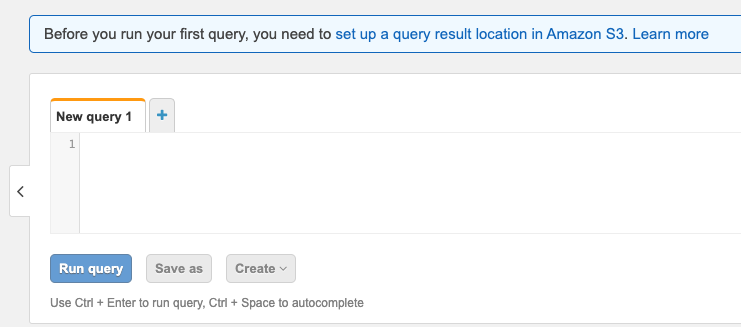 Before you run your first query, you need to set up a query result location in Amazon S3. Learn more
New query 1 +
1
Run query Save as Create
Use Ctrl + Enter to run query, Ctrl + Space to autocomplete